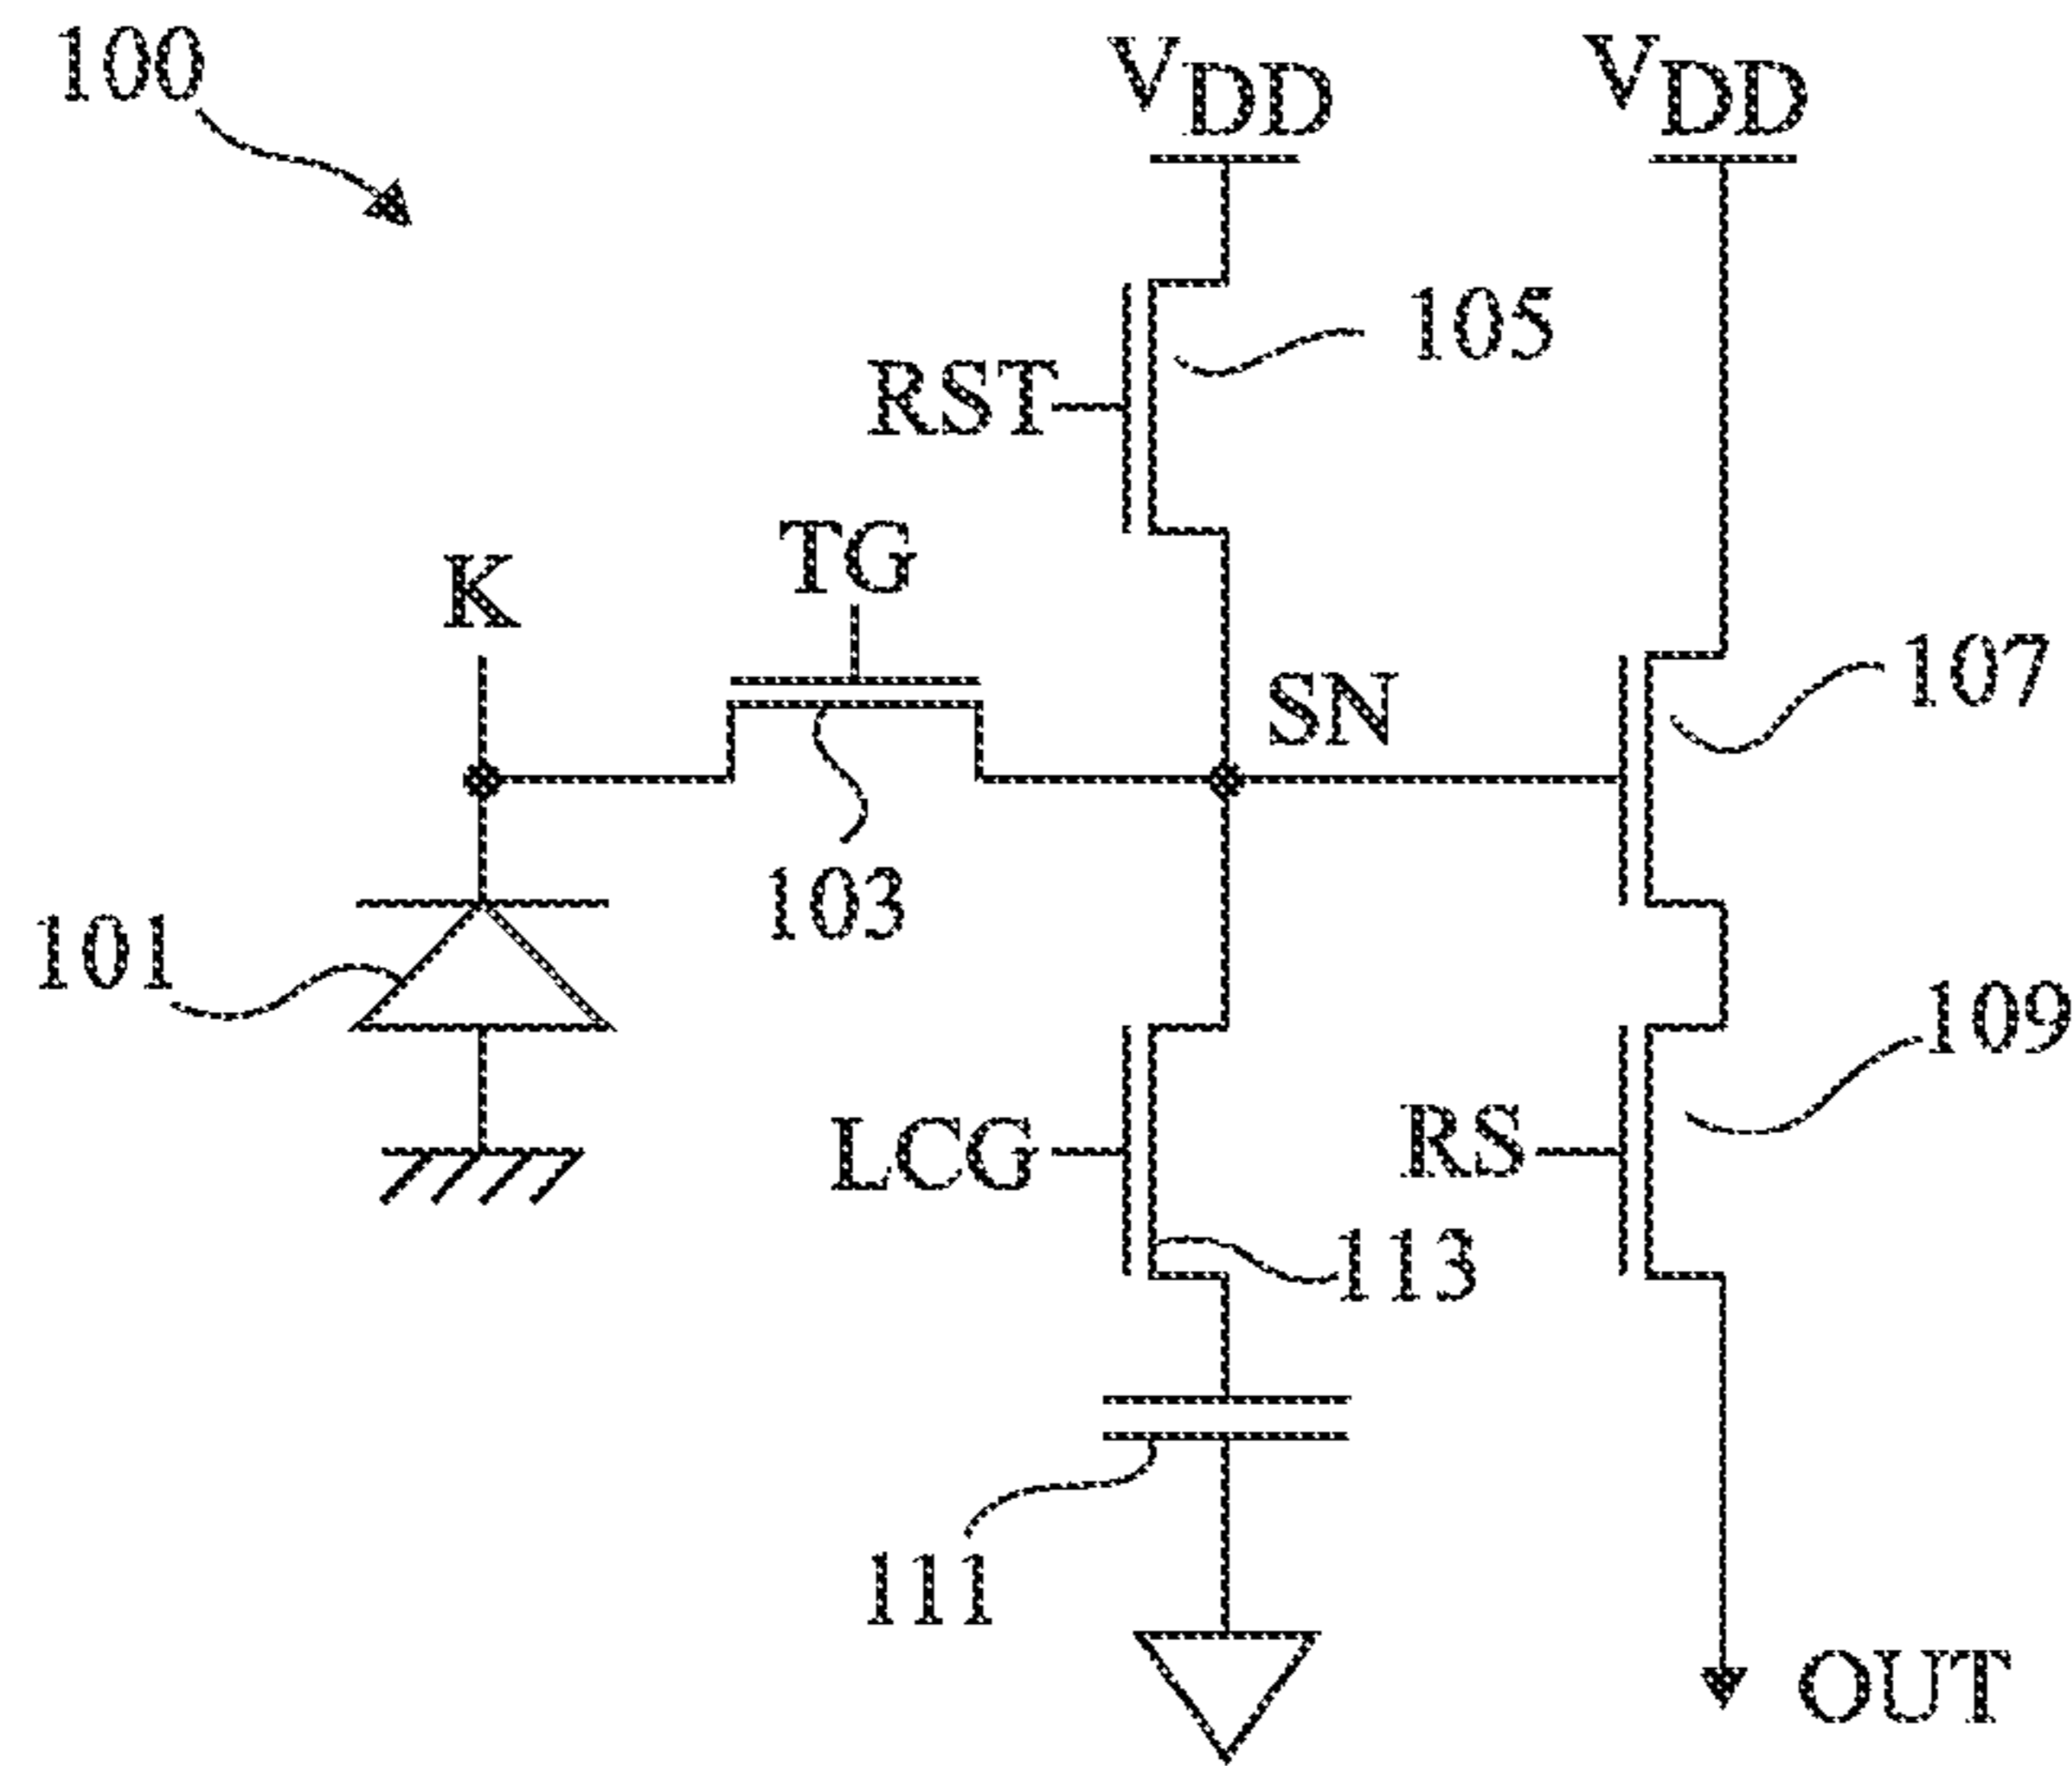 100
VDD
VDD
105
RST
TG
K
SN
107
103
101
109
LCG
RS
113
111
OUT